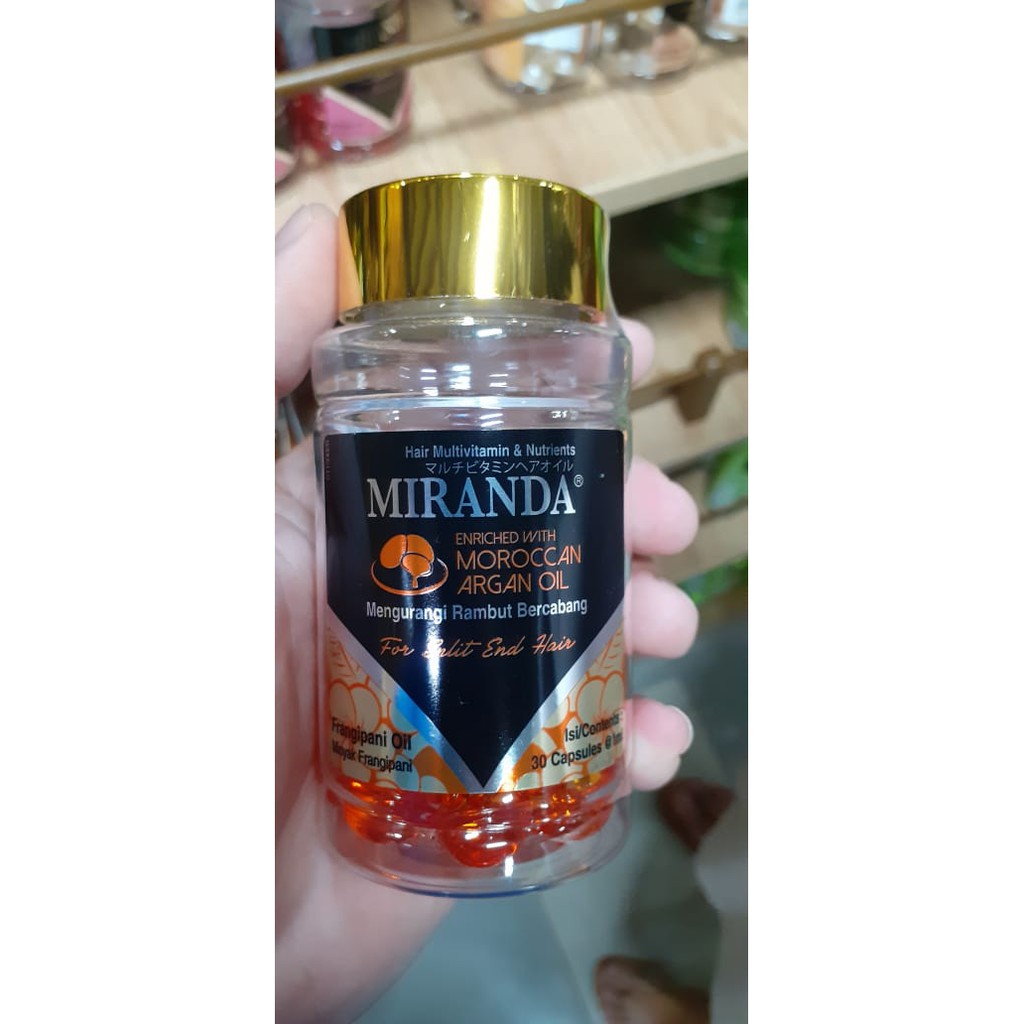 Hair Multivitamin & Nutrients
マルチビタミンヘアオイル
MIRANDA®
ENRICHED WITH
MOROCCAN
ARGAN OIL
Mengurangi Rambut Bercabang
For Split End Hair
Frangipani Oil
Minyak Frangipani
Isi/Contents :
30 Capsules @